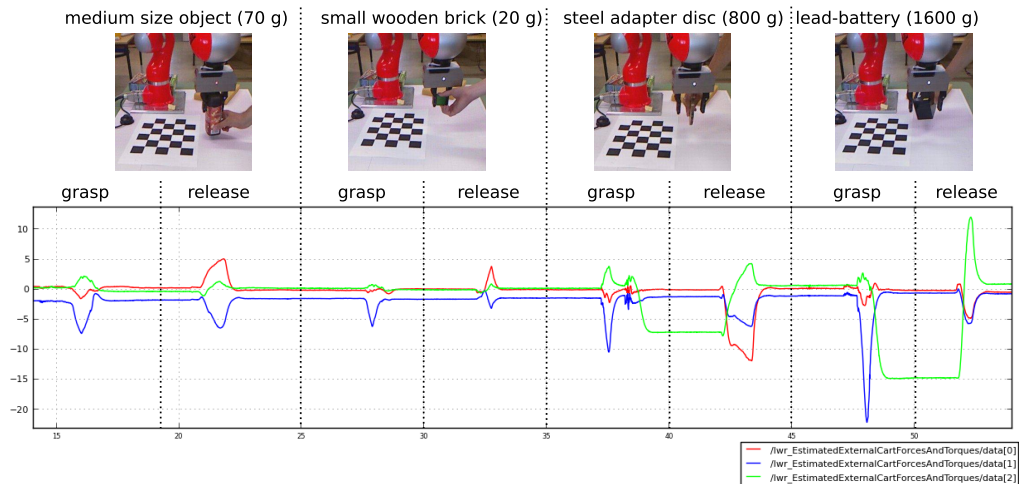 medium size object (70 g) small wooden brick (20 g) steel adapter disc (800 g) lead-battery (1600 g)
grasp release grasp release grasp release grasp release
10
5
0
−5
−10
−15
−20
15 20 25 30 35 40 45 50
/lwr_EstimatedExternalCartForcesAndTorques/data[0]
/lwr_EstimatedExternalCartForcesAndTorques/data[1]
/lwr_EstimatedExternalCartForcesAndTorques/data[2]